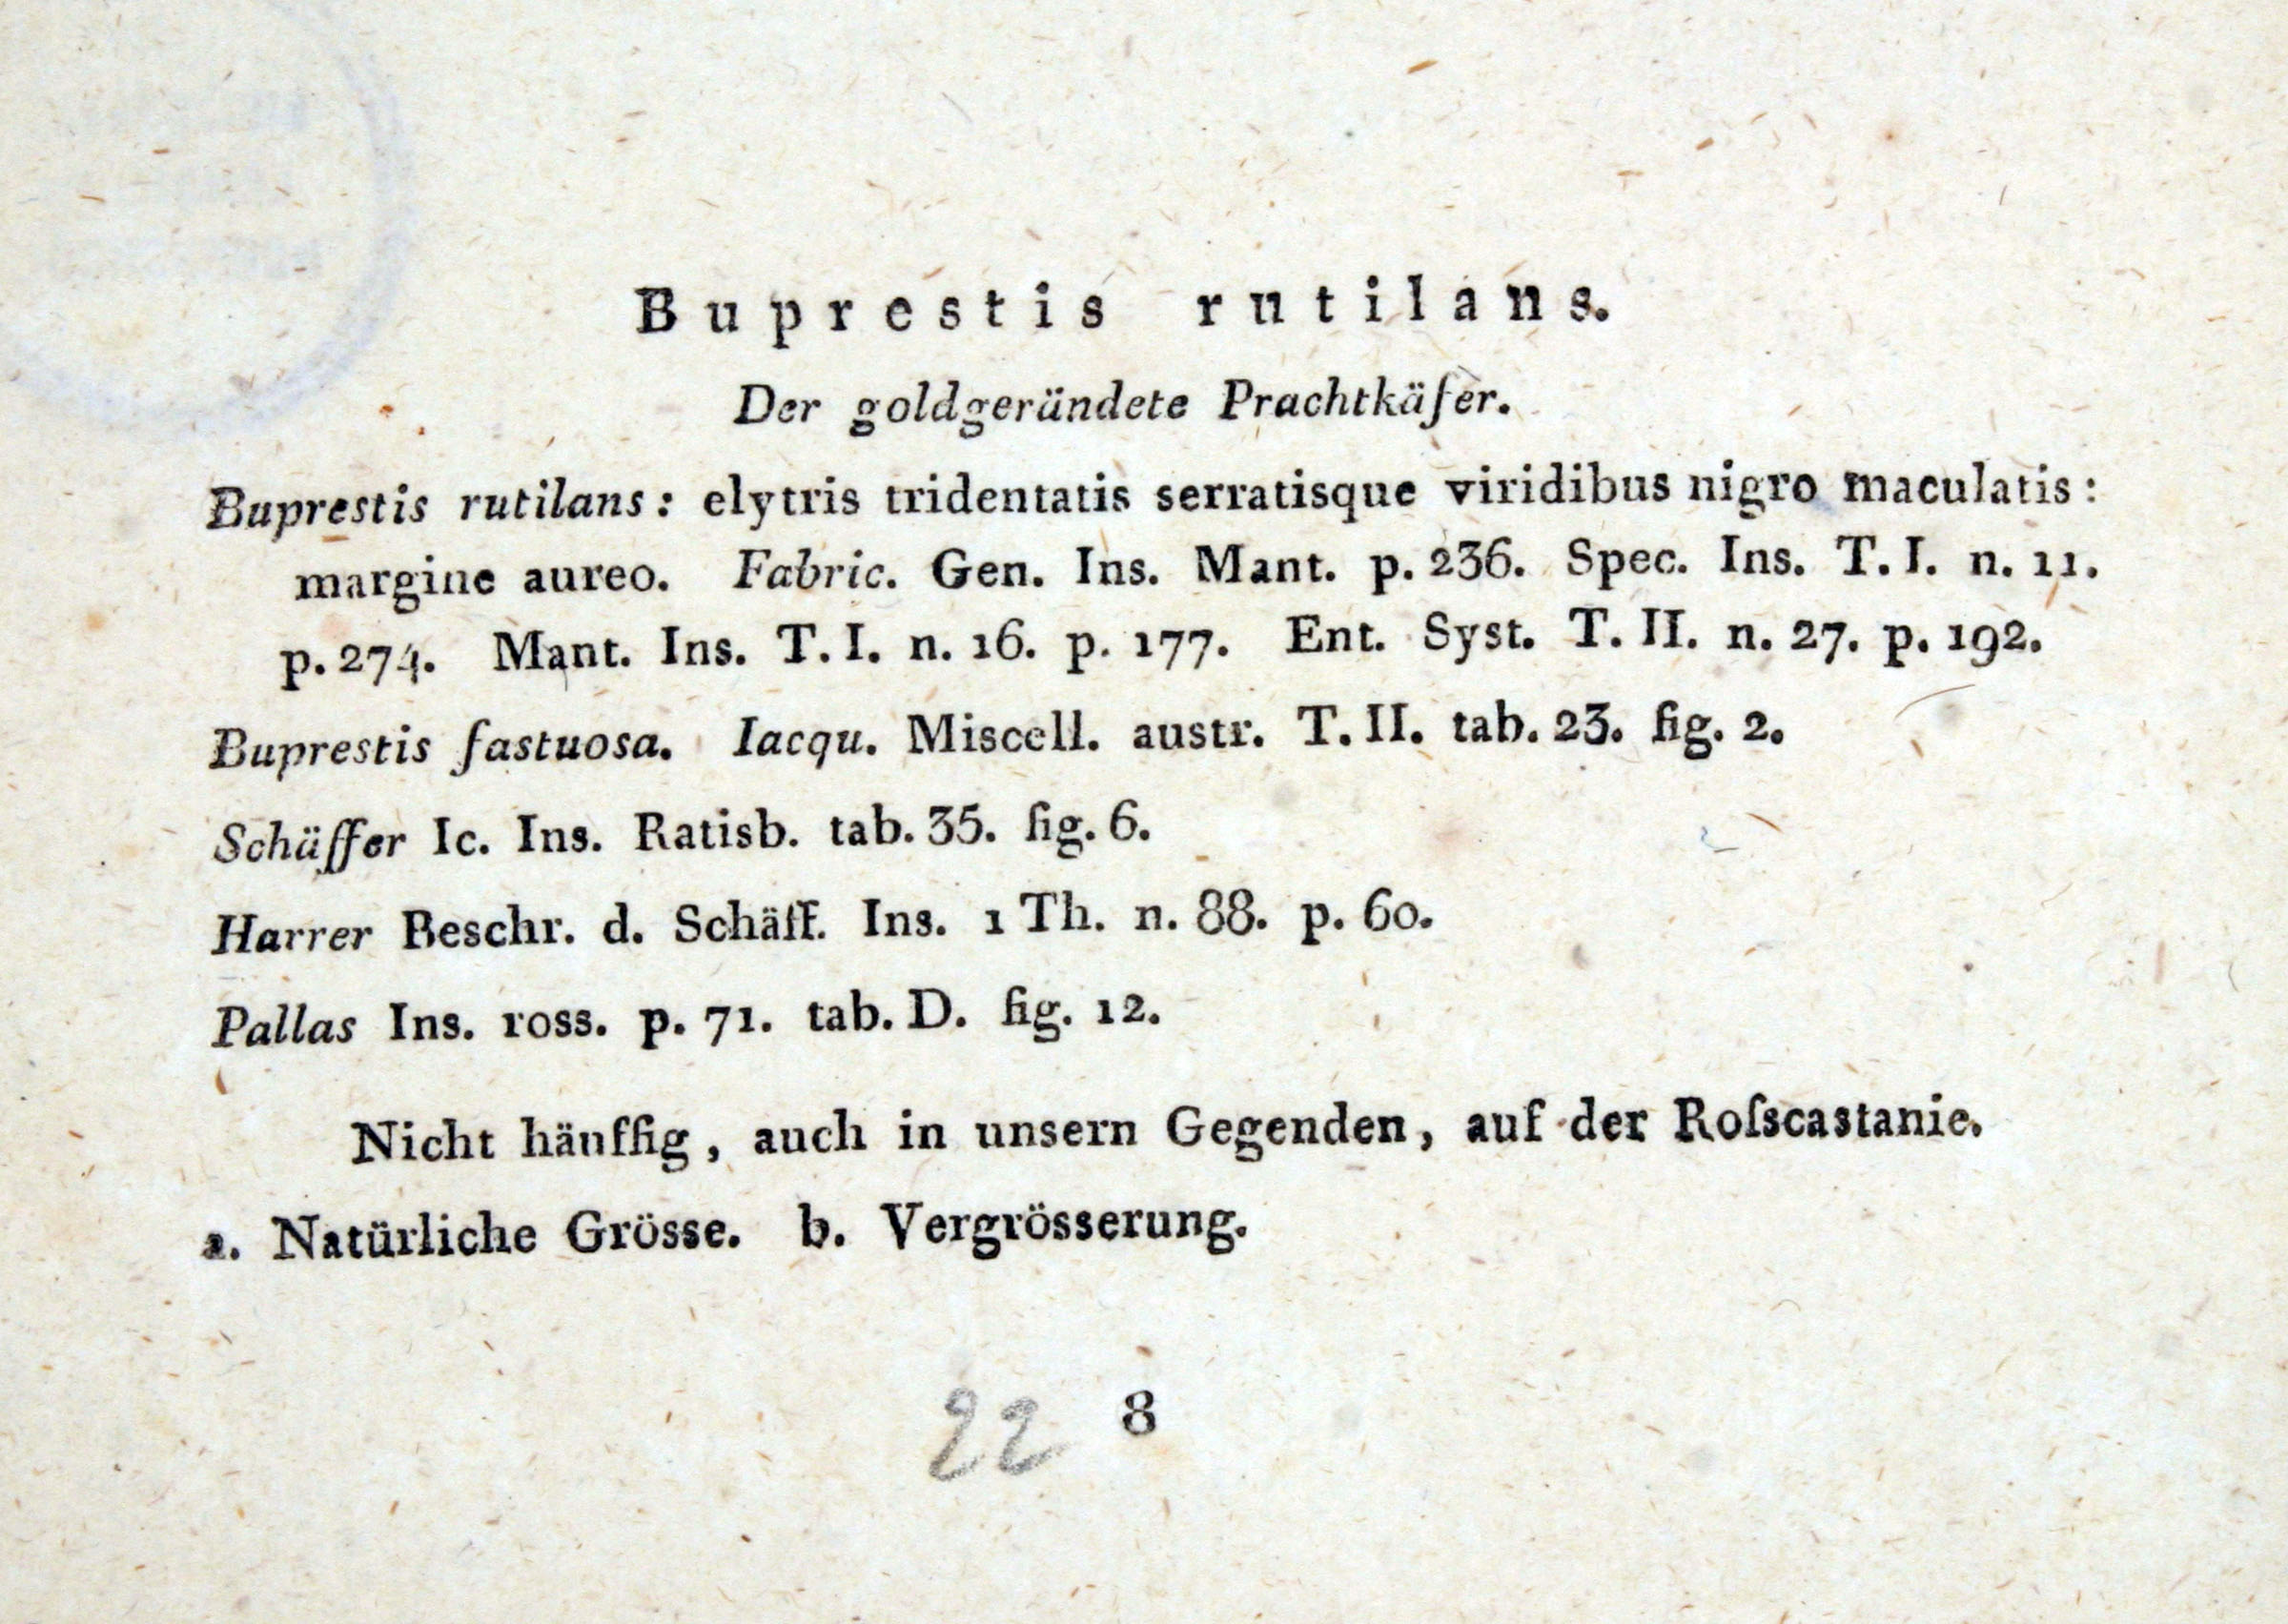 Buprestis rutilans.
Der goldgerändete Prachtkäfer.
Buprestis rutilans: elytris tridentatis serratisque viridibus nigro maculatis:
margine aureo. Fabric. Gen. Ins. Mant. p. 236. Spec. Ins. T. I. n. 11.
p. 274. Mant. Ins. T. I. n. 16. p. 177. Ent. Syst. T. II. n. 27. p. 192.
Buprestis fastuosa. Iacqu. Miscell. austr. T. II. tab. 23. fig. 2.
Schäffer Ic. Ins. Ratisb. tab. 35. fig. 6.
Harrer Beschr. d. Schäff. Ins. 1 Th. n. 88. p. 60.
Pallas Ins. ross. p. 71. tab. D. fig. 12.
Nicht häuffig, auch in unsern Gegenden, auf der Roſscastanie.
a. Natürliche Grösse. b. Vergrösserung.
22 8